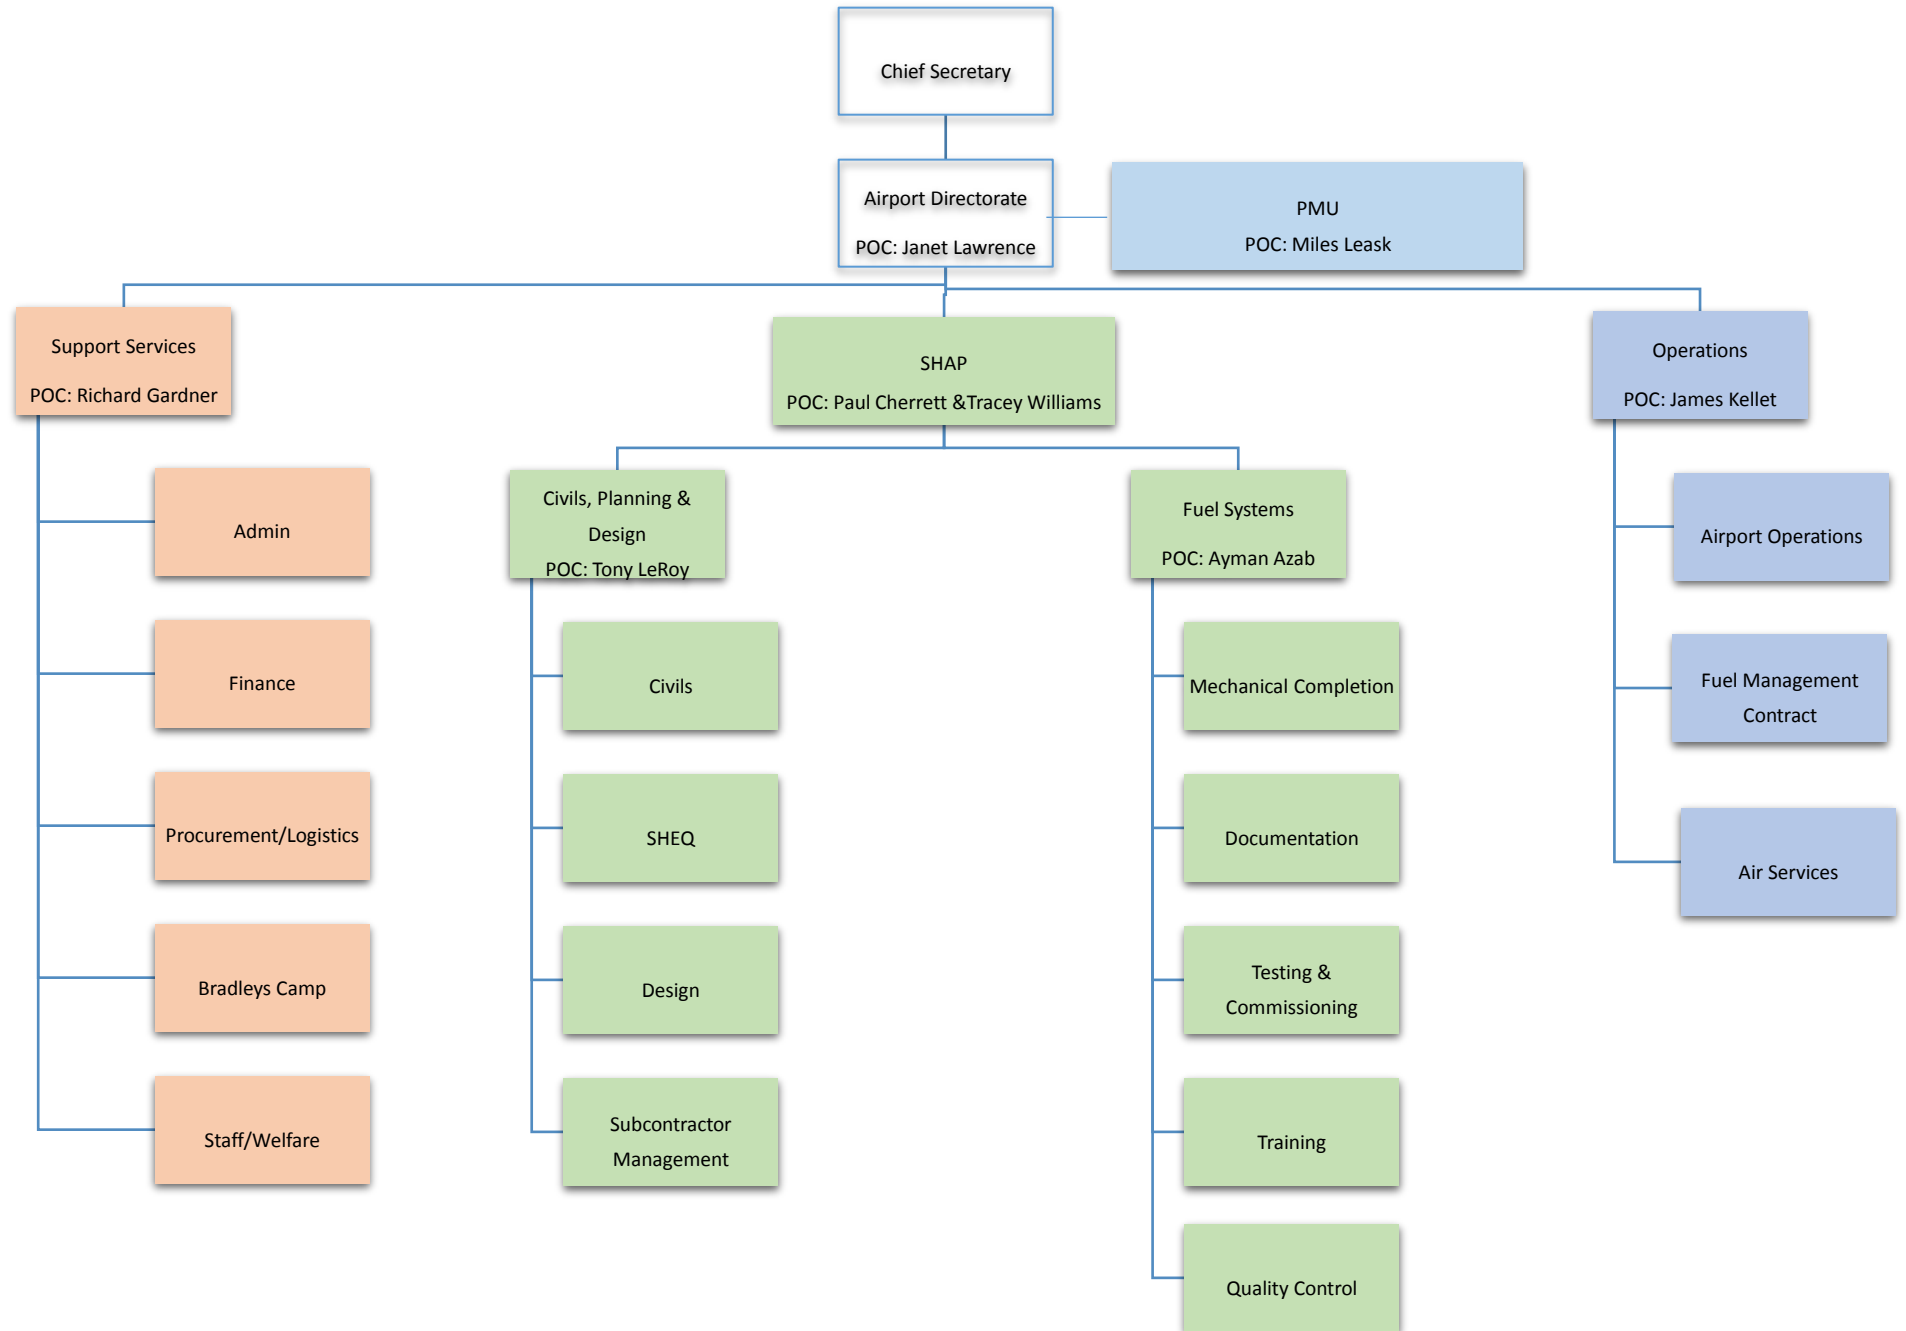 Chief Secretary
Airport Directorate
POC: Janet Lawrence
PMU
POC: Miles Leask
Support Services
POC: Richard Gardner
SHAP
POC: Paul Cherrett &Tracey Williams
Operations
POC: James Kellet
Admin
Finance
Procurement/Logistics
Bradleys Camp
Staff/Welfare
Civils, Planning &
Design
POC: Tony LeRoy
Civils
SHEQ
Design
Subcontractor
Management
Fuel Systems
POC: Ayman Azab
Mechanical Completion
Documentation
Testing &
Commissioning
Training
Quality Control
Airport Operations
Fuel Management
Contract
Air Services